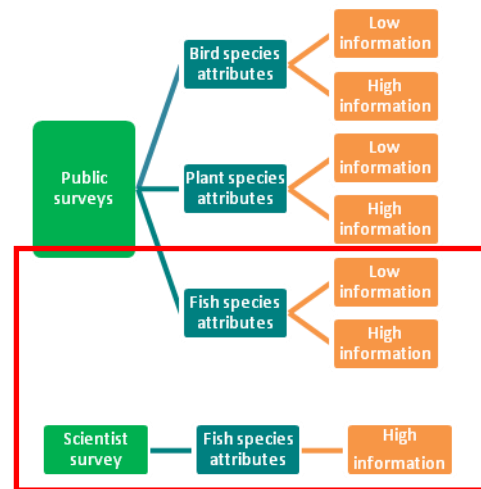 Low
information
Bird species
attributes
High
information
Low
information
Public
surveys
Plant species
attributes
High
information
Low
information
Fish species
attributes
High
information
Scientist
survey
Fish species
attributes
High
information